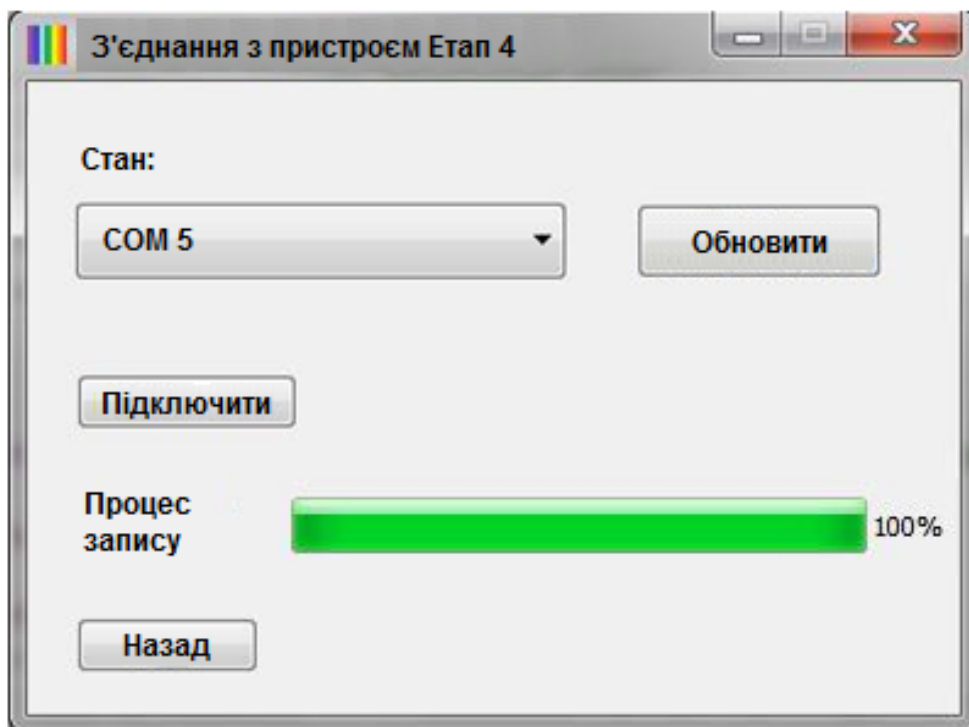 З'єднання з пристроєм Етап 4
Стан:
COM 5
Обновити
Підключити
Процес
запису
100%
Назад